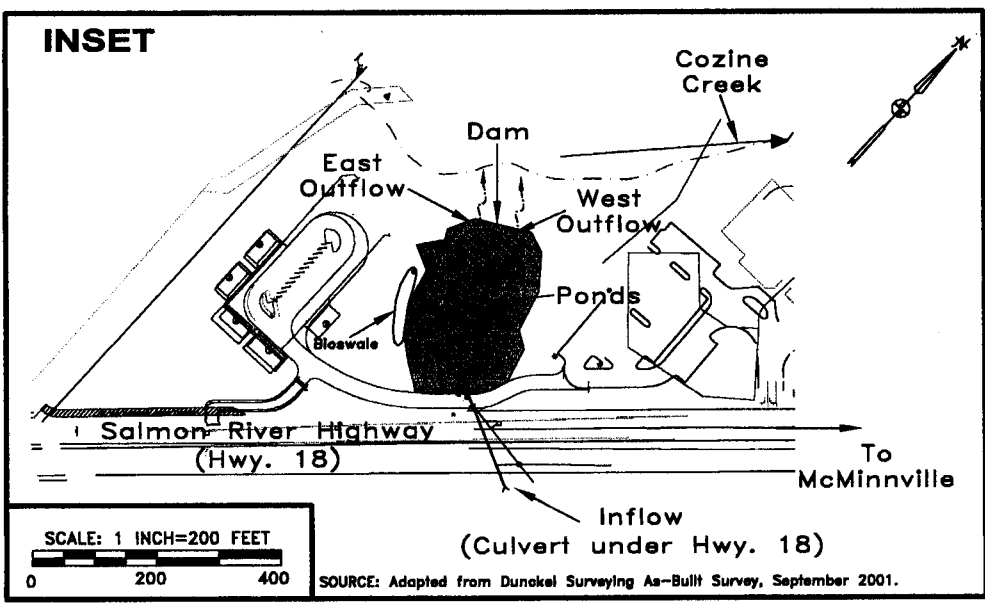 INSET
N
Cozine
Creek
Dam
East
Outflow
West
Outflow
Ponds
Bioswale
Salmon River Highway
(Hwy. 18)
To
McMinnville
Inflow
(Culvert under Hwy. 18)
SCALE: 1 INCH=200 FEET
0 200 400
SOURCE: Adapted from Dunckel Surveying As-Built Survey, September 2001.